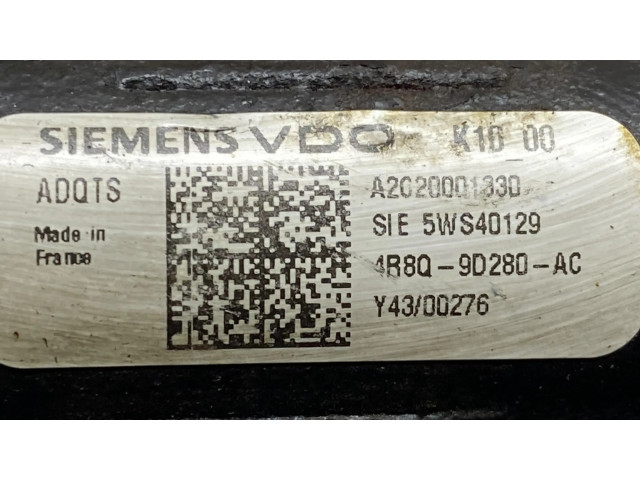 SIEMENS VDO K10 00
ADQTS
Made in
France
A2C20001330
SIE 5WS40129
4R8Q-9D280-AC
Y43/00276